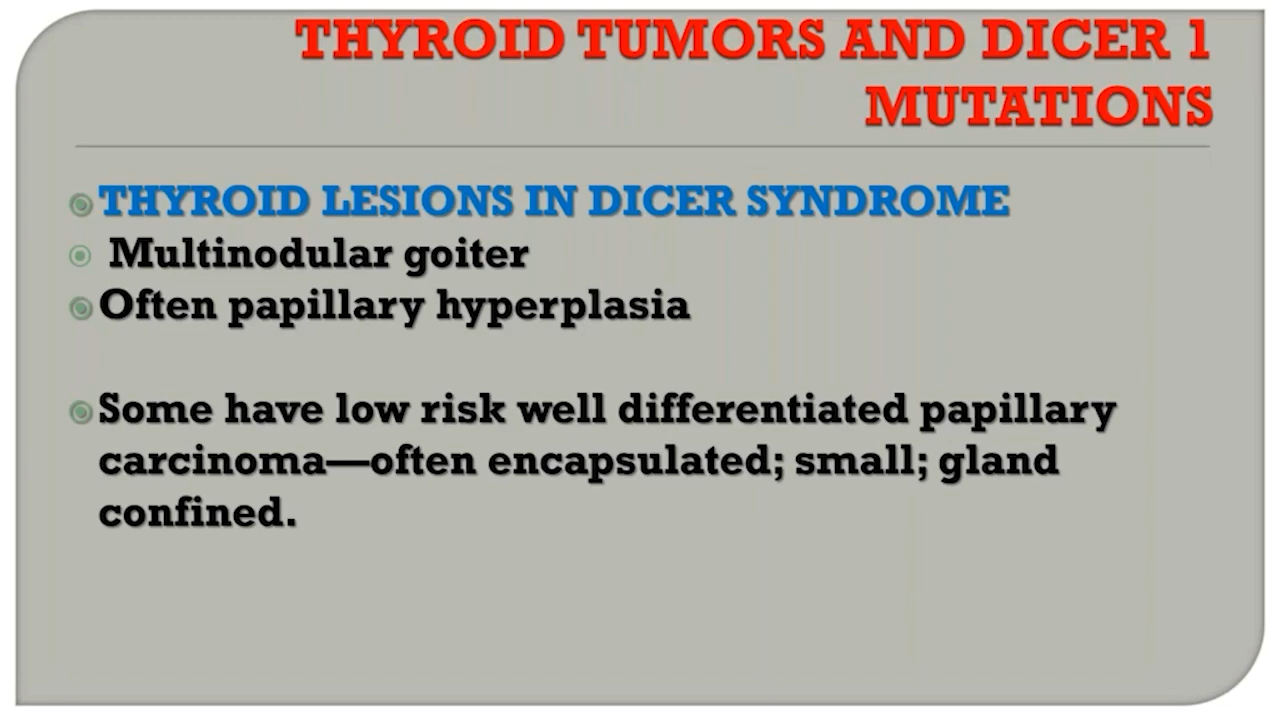 THYROID TUMORS AND DICER 1
MUTATIONS
THYROID LESIONS IN DICER SYNDROME
Multinodular goiter
Often papillary hyperplasia
Some have low risk well differentiated papillary
carcinoma—often encapsulated; small; gland
confined.